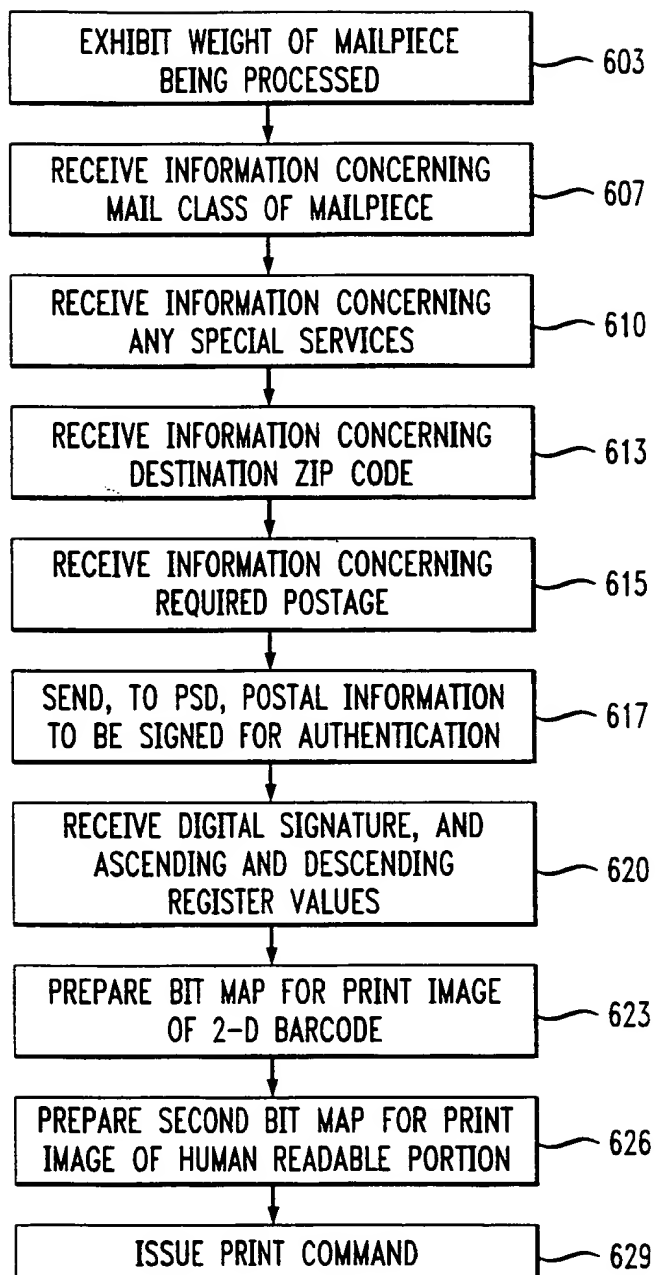 EXHIBIT WEIGHT OF MAILPIECE
BEING PROCESSED
603
RECEIVE INFORMATION CONCERNING
MAIL CLASS OF MAILPIECE
607
RECEIVE INFORMATION CONCERNING
ANY SPECIAL SERVICES
610
RECEIVE INFORMATION CONCERNING
DESTINATION ZIP CODE
613
RECEIVE INFORMATION CONCERNING
REQUIRED POSTAGE
615
SEND, TO PSD, POSTAL INFORMATION
TO BE SIGNED FOR AUTHENTICATION
617
RECEIVE DIGITAL SIGNATURE, AND
ASCENDING AND DESCENDING
REGISTER VALUES
620
PREPARE BIT MAP FOR PRINT IMAGE
OF 2-D BARCODE
623
PREPARE SECOND BIT MAP FOR PRINT
IMAGE OF HUMAN READABLE PORTION
626
ISSUE PRINT COMMAND
629